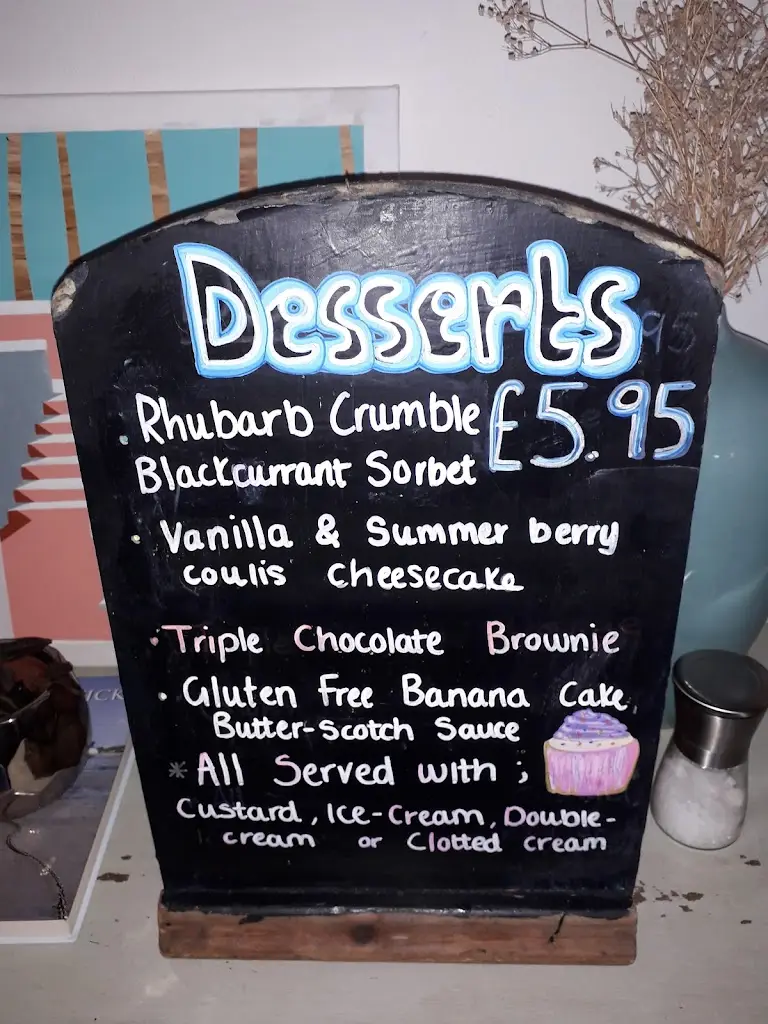 Desserts
• Rhubarb Crumble £5.95
Blackcurrant Sorbet
• Vanilla & Summer berry
coulis cheesecake
• Triple Chocolate Brownie
• Gluten Free Banana Cake,
Butter-Scotch Sauce
* All Served with ;
Custard, Ice-Cream, Double-
cream or Clotted cream